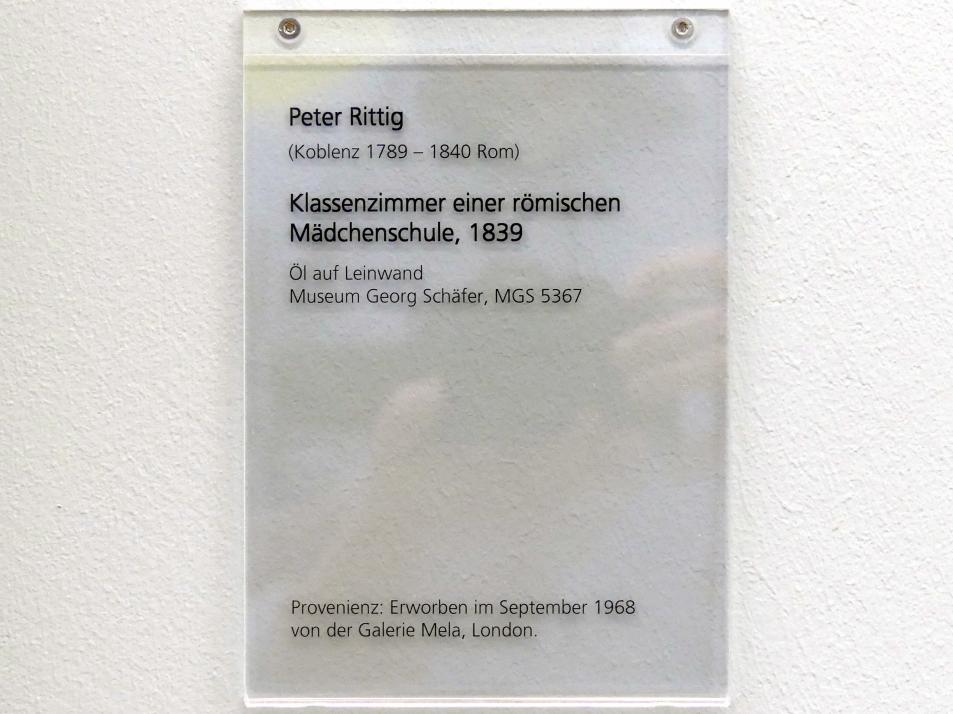 Peter Rittig
(Koblenz 1789 – 1840 Rom)
Klassenzimmer einer römischen
Mädchenschule, 1839
Öl auf Leinwand
Museum Georg Schäfer, MGS 5367
Provenienz: Erworben im September 1968
von der Galerie Mela, London.